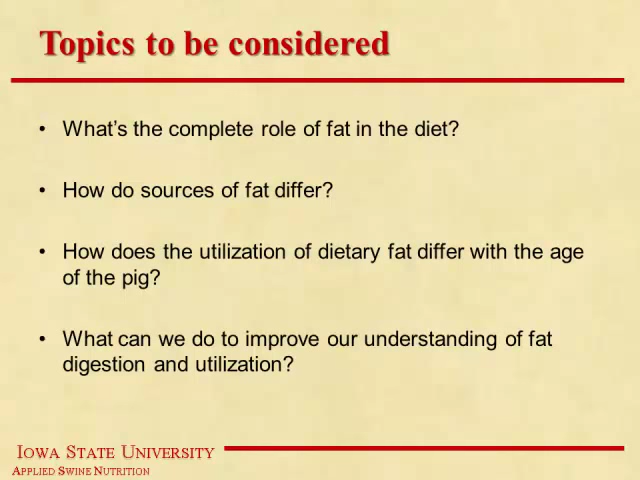 Topics to be considered
• What's the complete role of fat in the diet?
• How do sources of fat differ?
• How does the utilization of dietary fat differ with the age
of the pig?
• What can we do to improve our understanding of fat
digestion and utilization?
IOWA STATE UNIVERSITY
APPLIED SWINE NUTRITION